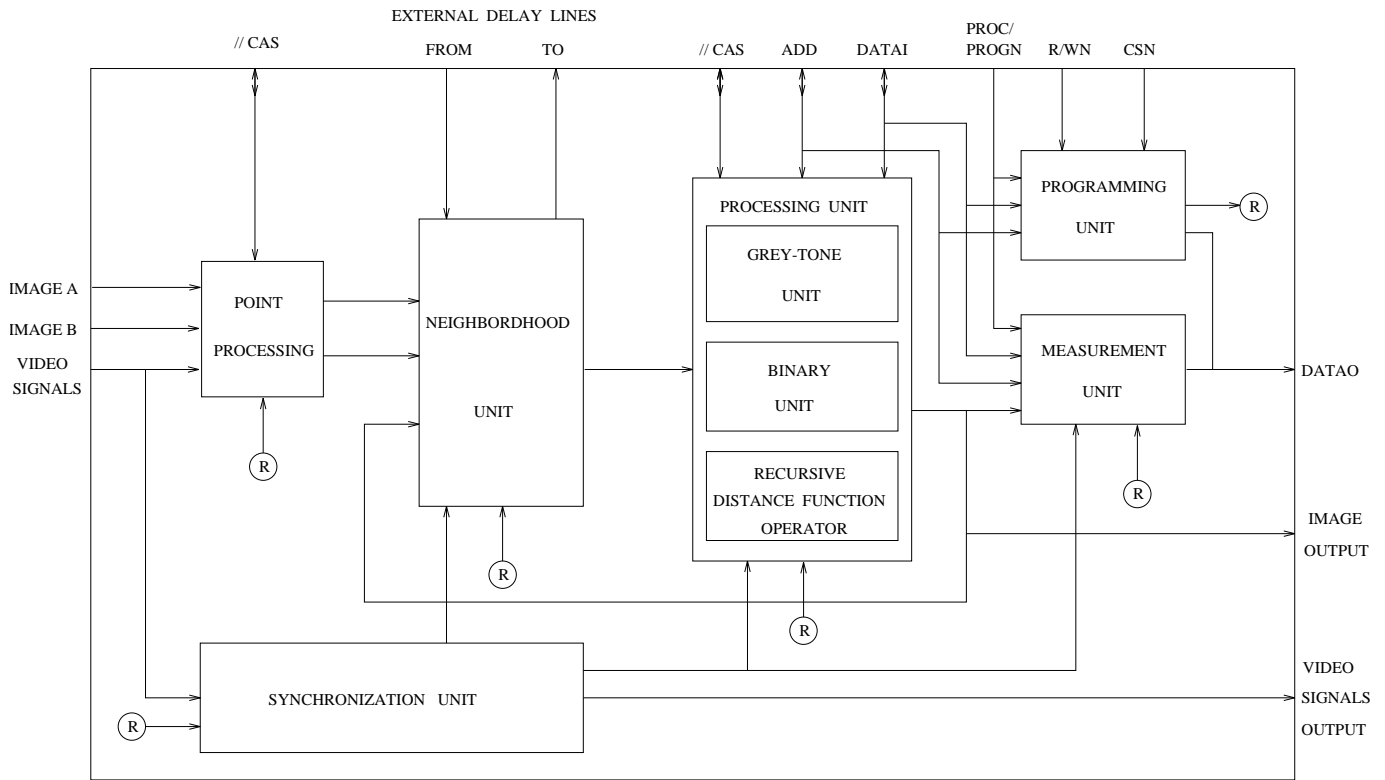 EXTERNAL DELAY LINES
// CAS
FROM
TO
// CAS
ADD
DATAI
PROC/
PROGN
R/WN
CSN
PROGRAMMING
UNIT
R
PROCESSING UNIT
GREY-TONE
UNIT
BINARY
UNIT
RECURSIVE
DISTANCE FUNCTION
OPERATOR
R
IMAGE A
IMAGE B
VIDEO
SIGNALS
POINT
PROCESSING
R
NEIGHBORDHOOD
UNIT
R
MEASUREMENT
UNIT
R
DATAO
IMAGE
OUTPUT
SYNCHRONIZATION UNIT
R
VIDEO
SIGNALS
OUTPUT